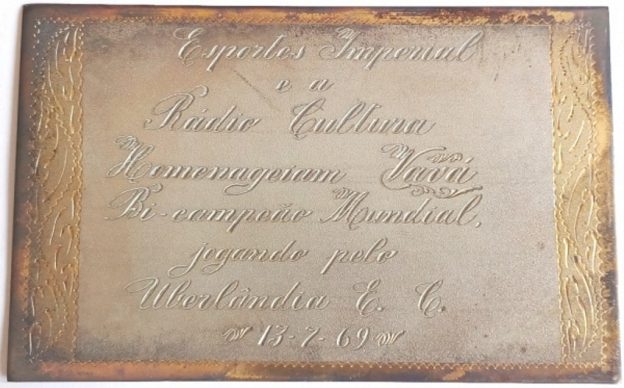 Esportes Imperial
e a
Rádio Cultura
Homenageiam Vavá
Bi-campeão Mundial,
jogando pelo
Uberlândia E. C.
13-7-69